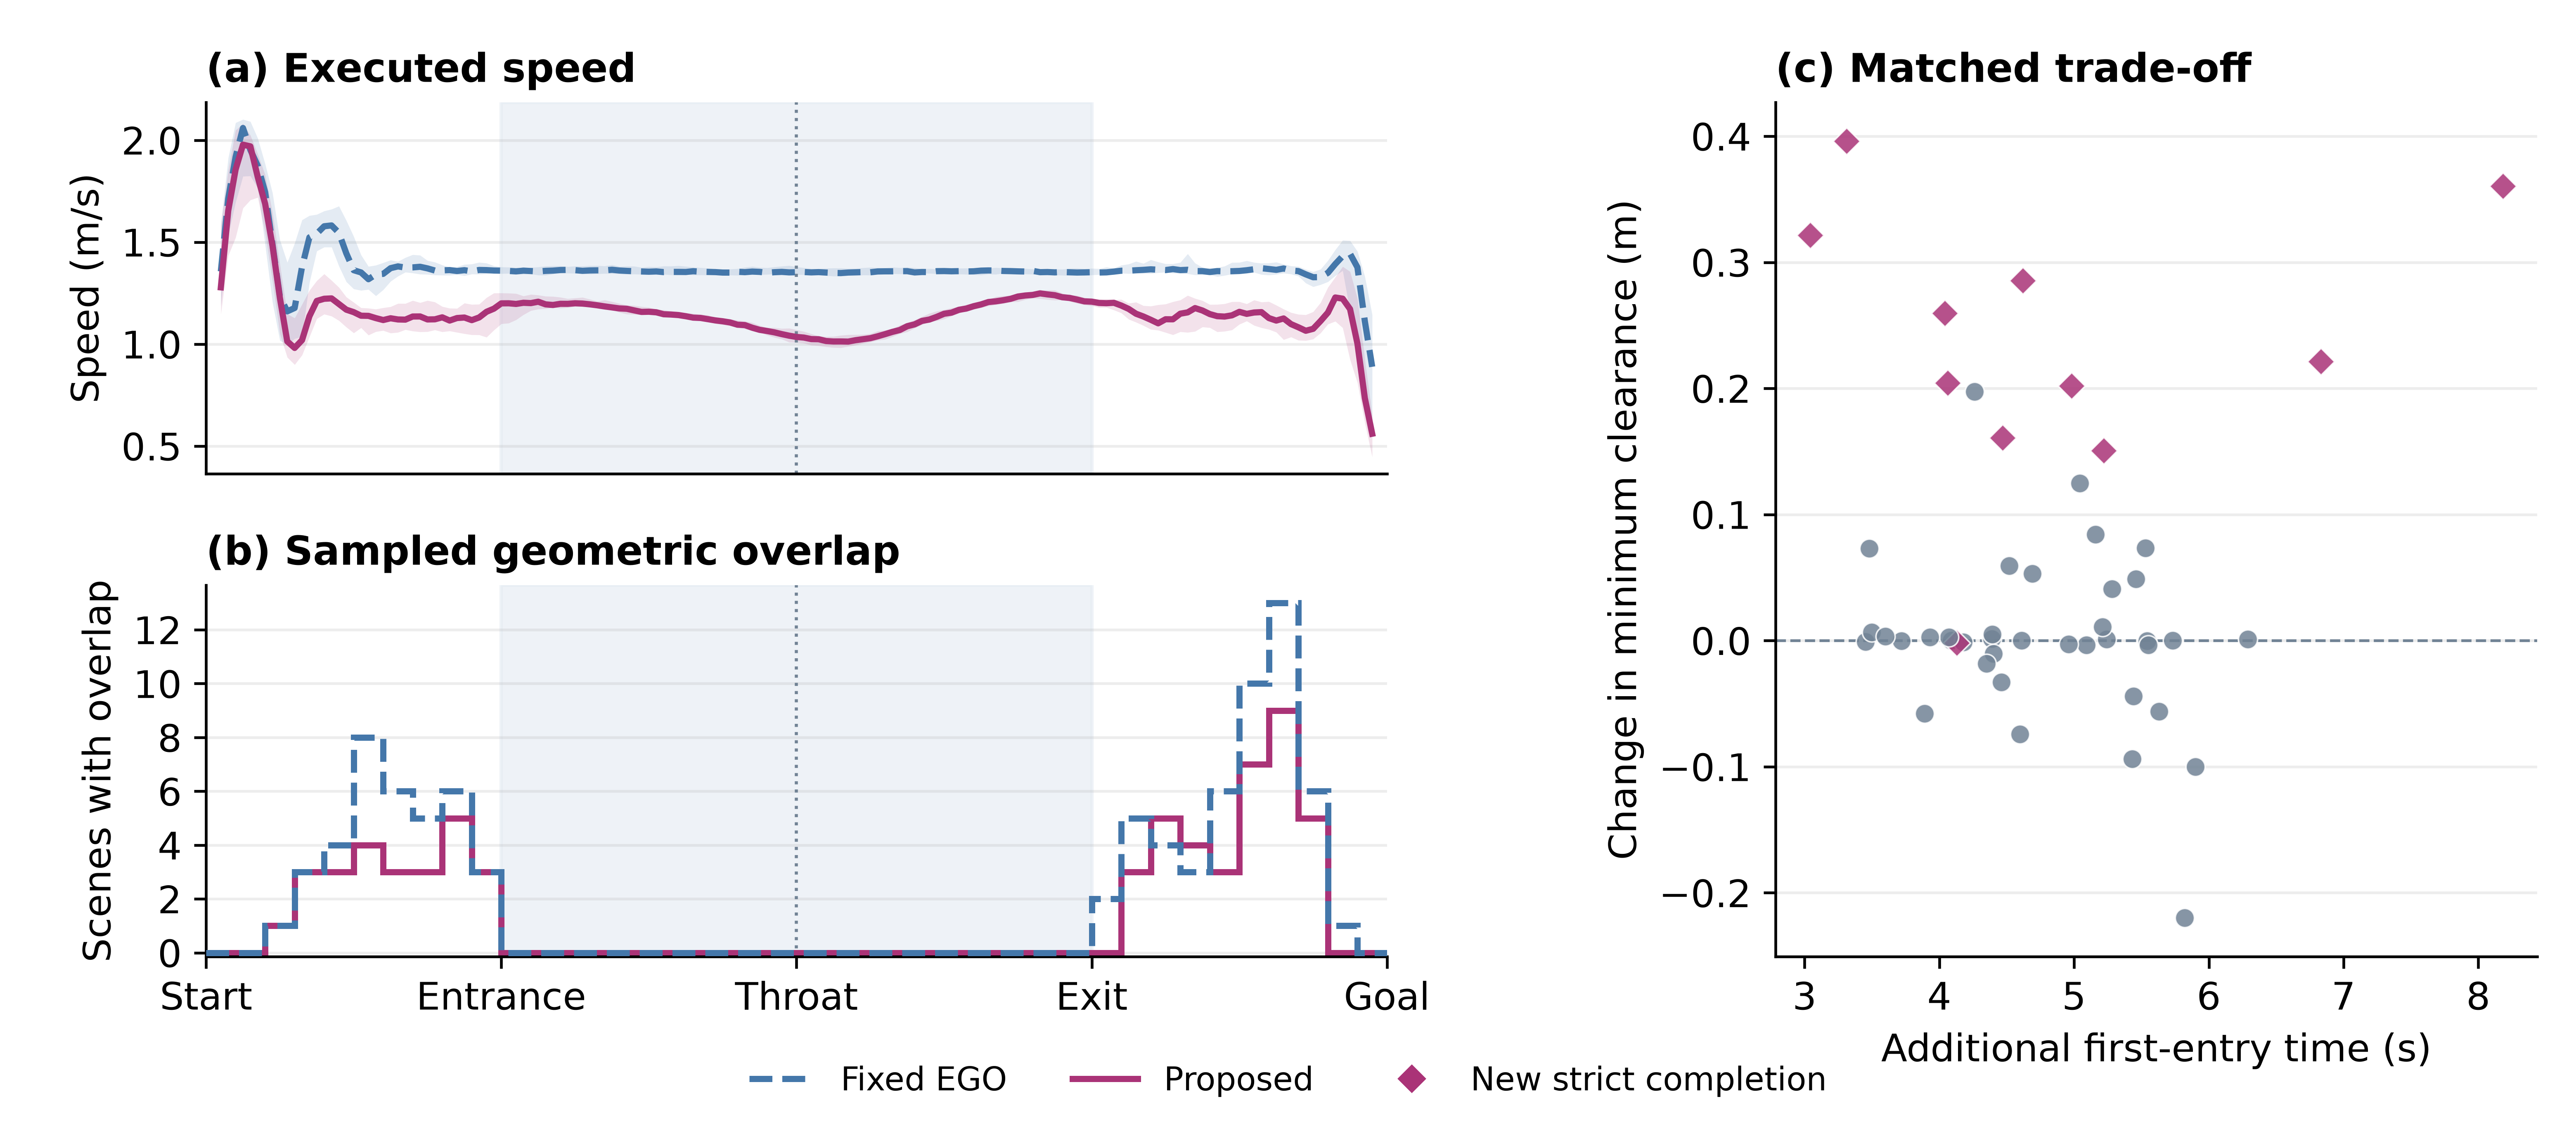 (a) Executed speed
Speed (m/s)
2.0
1.5
1.0
0.5
(b) Sampled geometric overlap
Scenes with overlap
12
10
8
6
4
2
0
Start
Entrance
Throat
Exit
Goal
(c) Matched trade-off
Change in minimum clearance (m)
0.4
0.3
0.2
0.1
0.0
−0.1
−0.2
3
4
5
6
7
8
Additional first-entry time (s)
Fixed EGO
Proposed
New strict completion